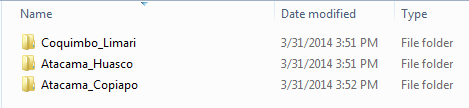 Name Date modified Type
Coquimbo_Limari 3/31/2014 3:51 PM File folder
Atacama_Huasco 3/31/2014 3:51 PM File folder
Atacama_Copiapo 3/31/2014 3:52 PM File folder